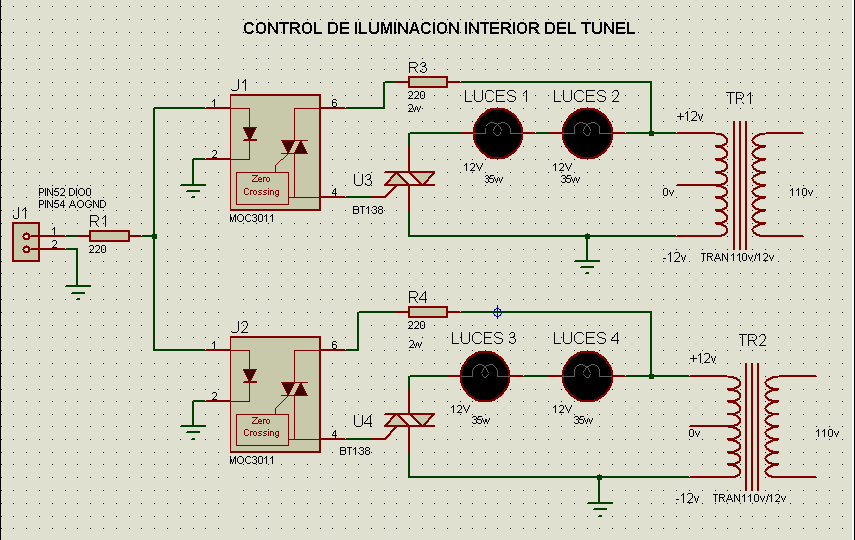 CONTROL DE ILUMINACION INTERIOR DEL TUNEL
J1
1
2
6
4
Zero
Crossing
MOC3011
R3
220
2w
LUCES 1
12V
35w
LUCES 2
12V
35w
U3
BT138
TR1
+12v
0v
-12v
110v
TRAN110v/12v
PIN52 DIO0
PIN54 AOGND
J1
1
2
R1
220
J2
1
2
6
4
Zero
Crossing
MOC3011
R4
220
2w
LUCES 3
12V
35w
LUCES 4
12V
35w
U4
BT138
TR2
+12v
0v
-12v
110v
TRAN110v/12v